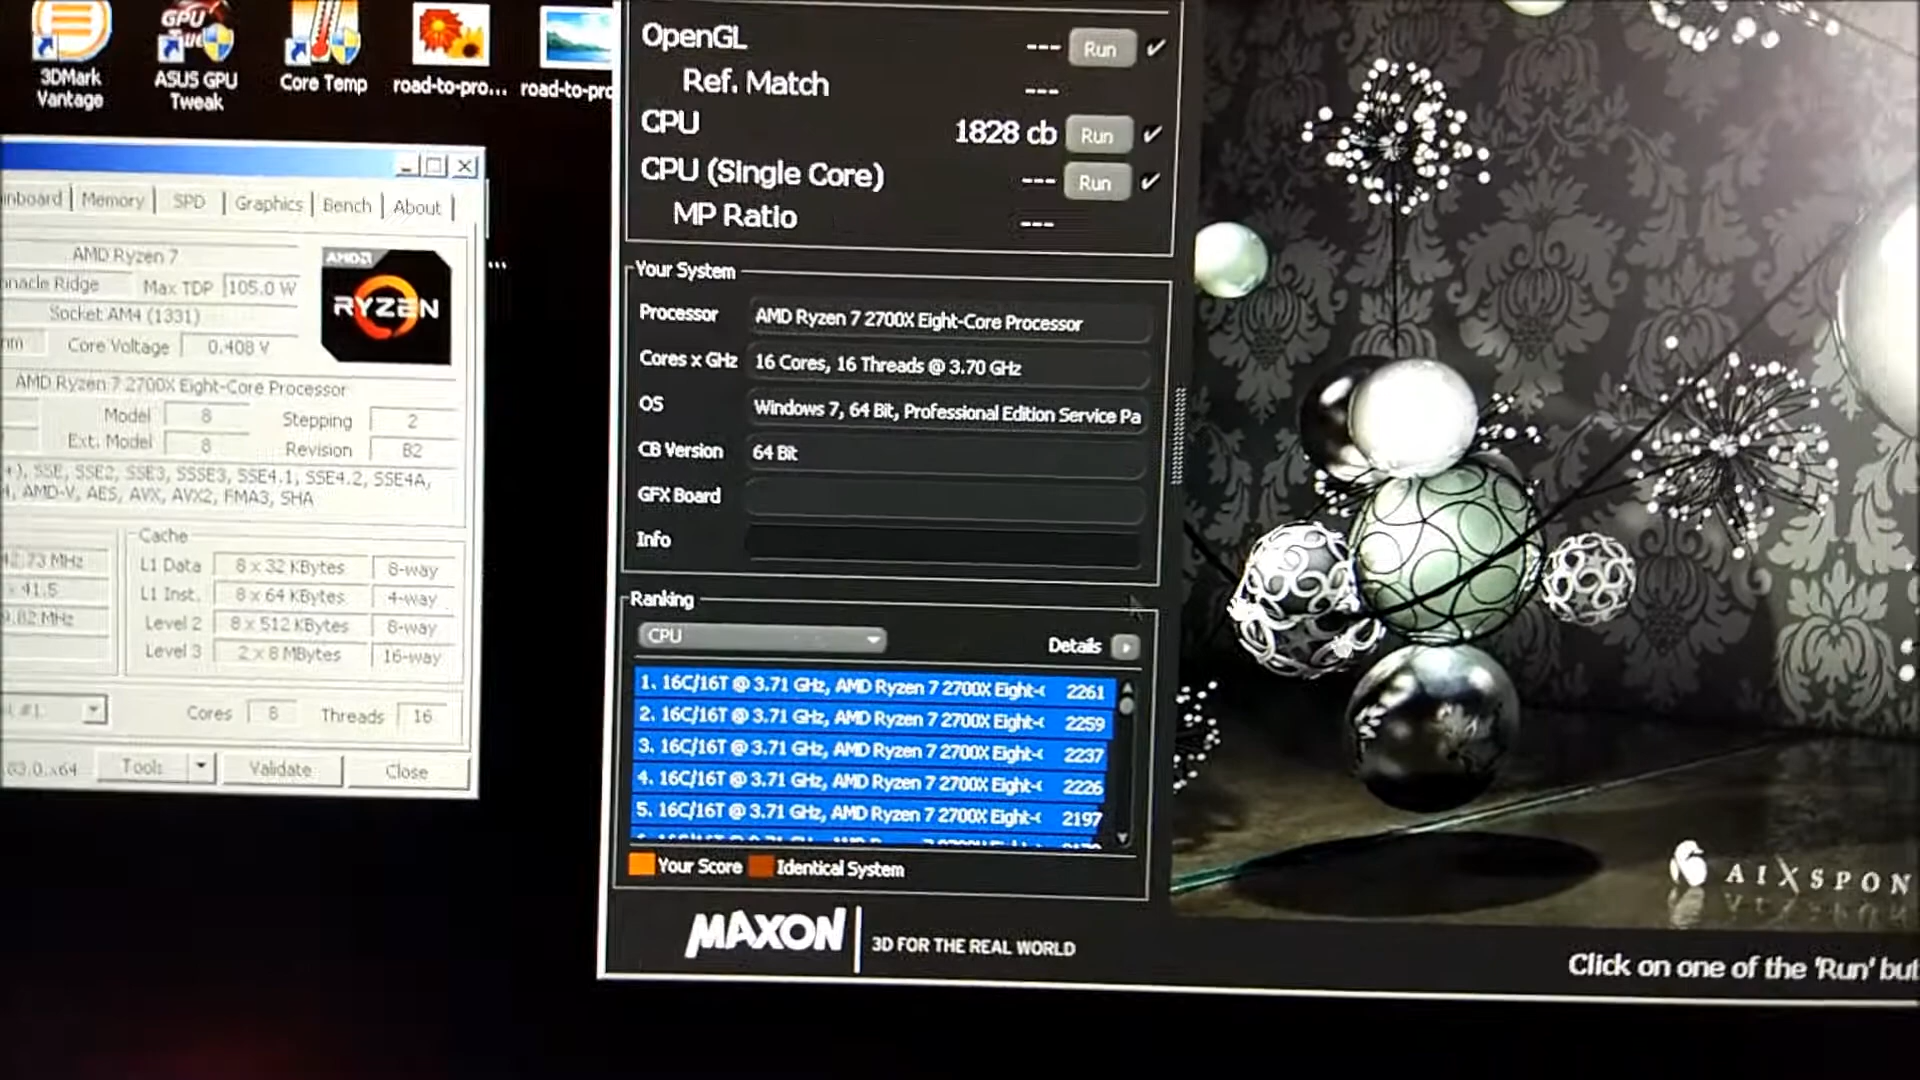 3DMark
Vantage
ASUS GPU
Tweak
Core Temp
road-to-pro...
road-to-pro
Memory
SPD
Graphics
Bench
About
AMD Ryzen 7
Max TDP
105.0 W
Socket AM4 (1331)
Core Voltage
0.408 V
AMD
RYZEN
AMD Ryzen 7 2700X Eight-Core Processor
Model
8
Stepping
2
Ext. Model
8
Revision
B2
SSE, SSE2, SSE3, SSSE3, SSE4.1, SSE4.2, SSE4A,
AMD-V, AES, AVX, AVX2, FMA3, SHA
Cache
L1 Data
8 x 32 KBytes
8-way
L1 Inst.
8 x 64 KBytes
4-way
Level 2
8 x 512 KBytes
8-way
Level 3
2 x 8 MBytes
16-way
41.5
Cores
8
Threads
16
Tools
Validate
Close
OpenGL
---
Run
Ref. Match
---
CPU
1828 cb
Run
CPU (Single Core)
---
Run
MP Ratio
---
Your System
Processor
AMD Ryzen 7 2700X Eight-Core Processor
Cores x GHz
16 Cores, 16 Threads @ 3.70 GHz
OS
Windows 7, 64 Bit, Professional Edition Service Pa
CB Version
64 Bit
GFX Board
Info
Ranking
CPU
Details
1. 16C/16T @ 3.71 GHz, AMD Ryzen 7 2700X Eight-C 2261
2. 16C/16T @ 3.71 GHz, AMD Ryzen 7 2700X Eight-C 2259
3. 16C/16T @ 3.71 GHz, AMD Ryzen 7 2700X Eight-C 2237
4. 16C/16T @ 3.71 GHz, AMD Ryzen 7 2700X Eight-C 2226
5. 16C/16T @ 3.71 GHz, AMD Ryzen 7 2700X Eight-C 2197
Your Score
Identical System
MAXON
3D FOR THE REAL WORLD
AIXSPON
Click on one of the 'Run' but